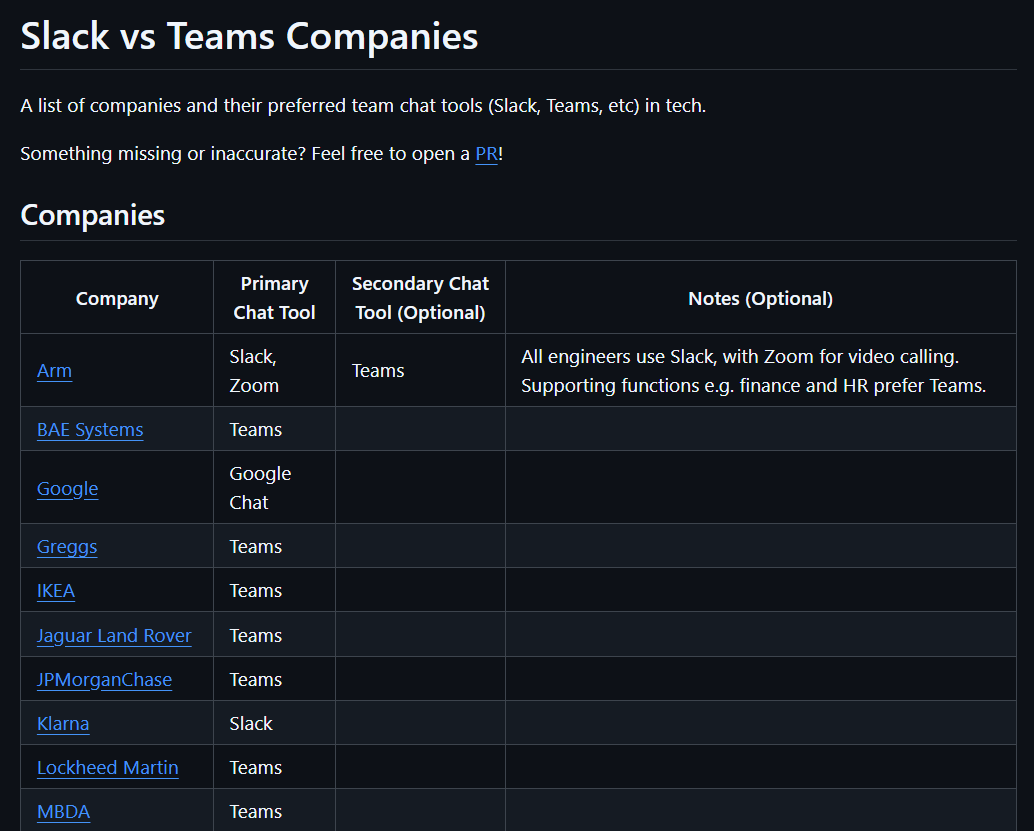 Slack vs Teams Companies
A list of companies and their preferred team chat tools (Slack, Teams, etc) in tech.
Something missing or inaccurate? Feel free to open a PR!
Companies
Company
Primary
Chat Tool
Secondary Chat
Tool (Optional)
Notes (Optional)
Arm
Slack,
Zoom
Teams
All engineers use Slack, with Zoom for video calling.
Supporting functions e.g. finance and HR prefer Teams.
BAE Systems
Teams
Google
Google
Chat
Greggs
Teams
IKEA
Teams
Jaguar Land Rover
Teams
JPMorganChase
Teams
Klarna
Slack
Lockheed Martin
Teams
MBDA
Teams